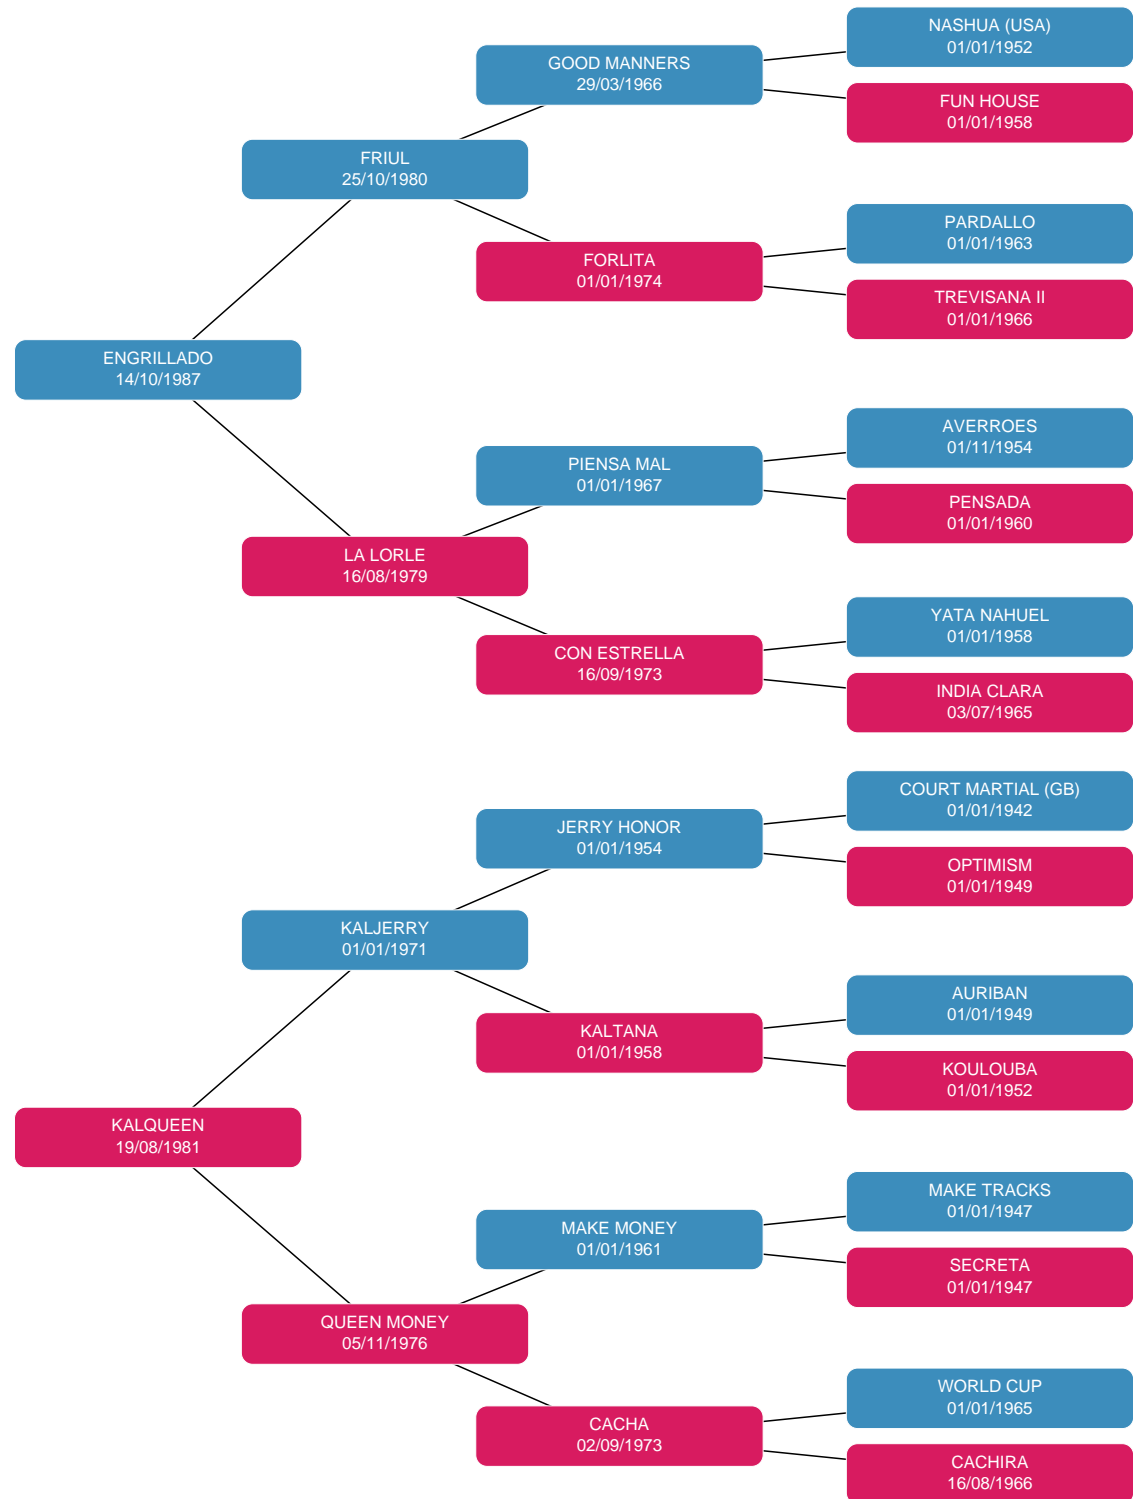 NASHUA (USA)
01/01/1952
GOOD MANNERS
29/03/1966
FUN HOUSE
01/01/1958
FRIUL
25/10/1980
PARDALLO
01/01/1963
FORLITA
01/01/1974
TREVISANA II
01/01/1966
ENGRILLADO
14/10/1987
AVERROES
01/11/1954
PIENSA MAL
01/01/1967
PENSADA
01/01/1960
LA LORLE
16/08/1979
YATA NAHUEL
01/01/1958
CON ESTRELLA
16/09/1973
INDIA CLARA
03/07/1965
COURT MARTIAL (GB)
01/01/1942
JERRY HONOR
01/01/1954
OPTIMISM
01/01/1949
KALJERRY
01/01/1971
AURIBAN
01/01/1949
KALTANA
01/01/1958
KOULOUBA
01/01/1952
KALQUEEN
19/08/1981
MAKE TRACKS
01/01/1947
MAKE MONEY
01/01/1961
SECRETA
01/01/1947
QUEEN MONEY
05/11/1976
WORLD CUP
01/01/1965
CACHA
02/09/1973
CACHIRA
16/08/1966